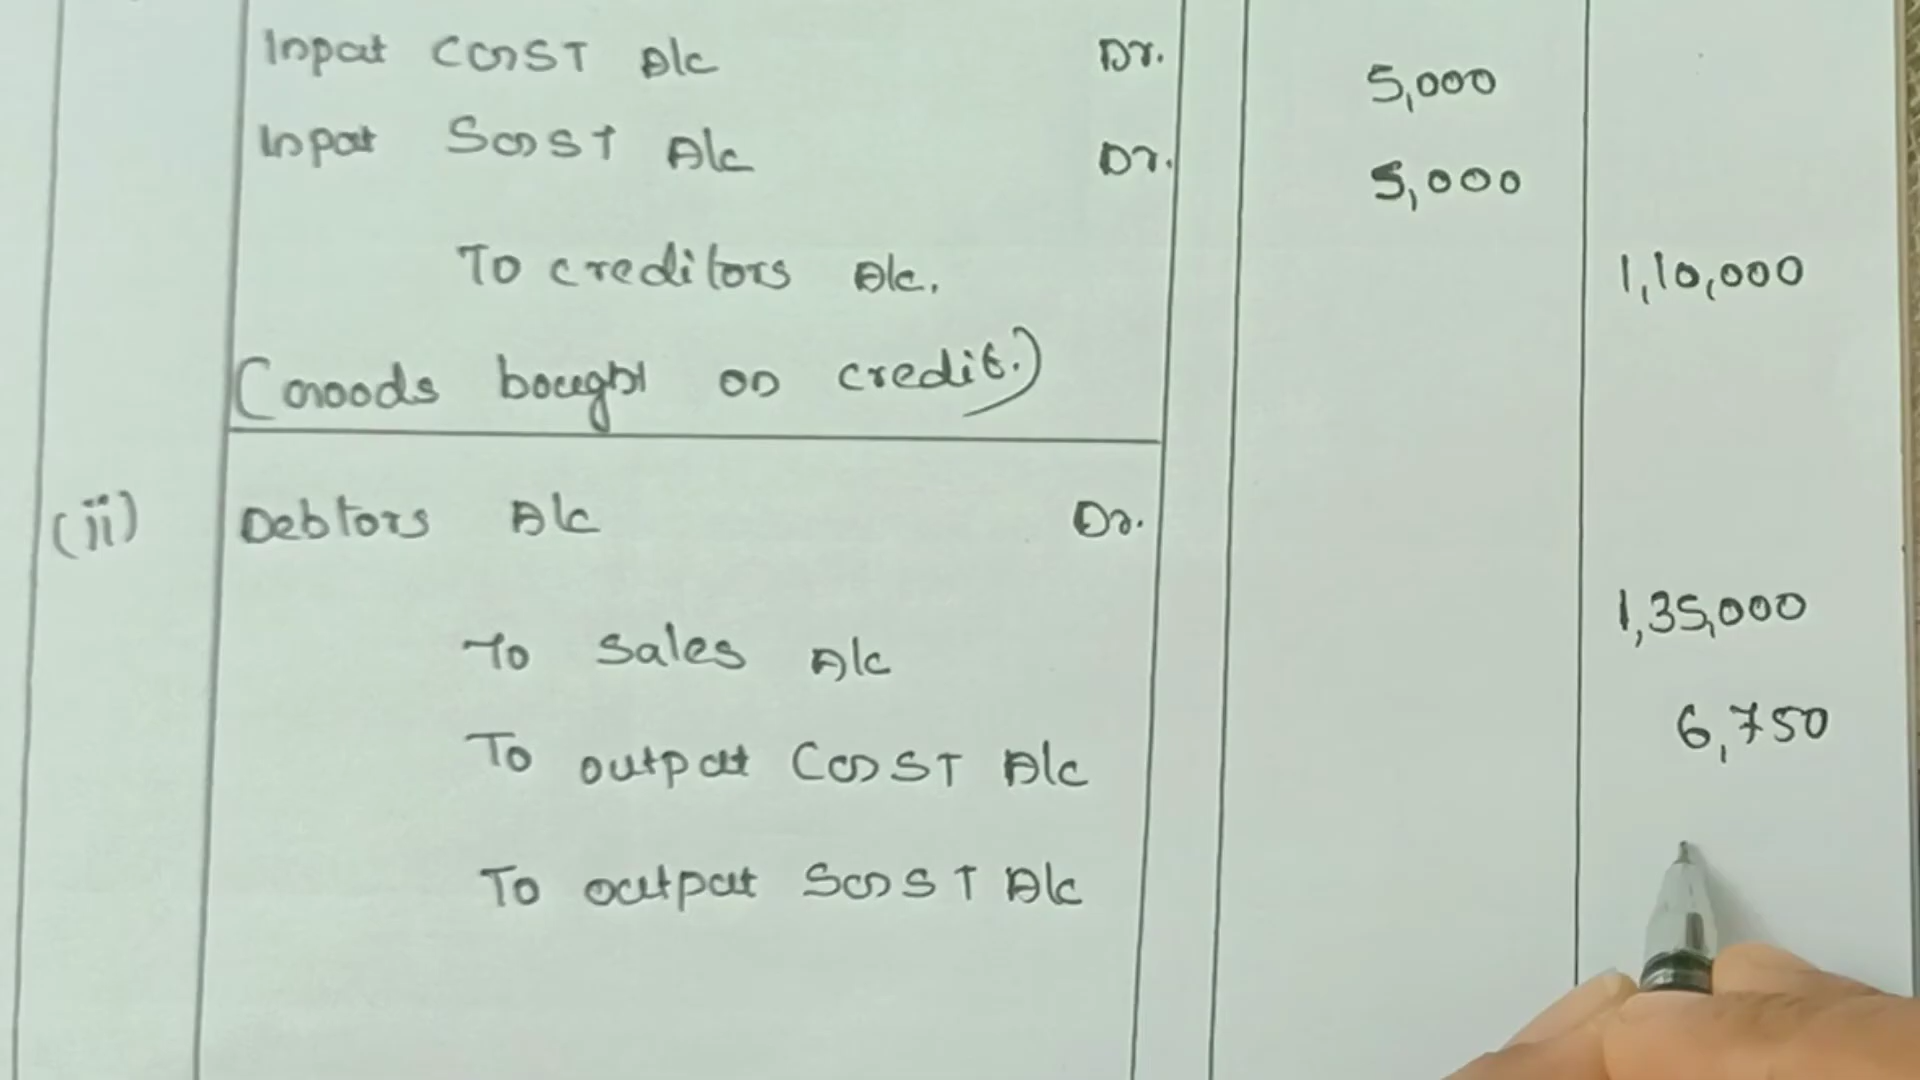 Input CGST A/c Dr. 5,000
Input SGST A/c Dr. 5,000
To creditors A/c. 1,10,000
(Goods bought on credit.)
(ii) Debtors A/c Dr.
To sales A/c 1,35,000
To output CGST A/c 6,750
To output SGST A/c